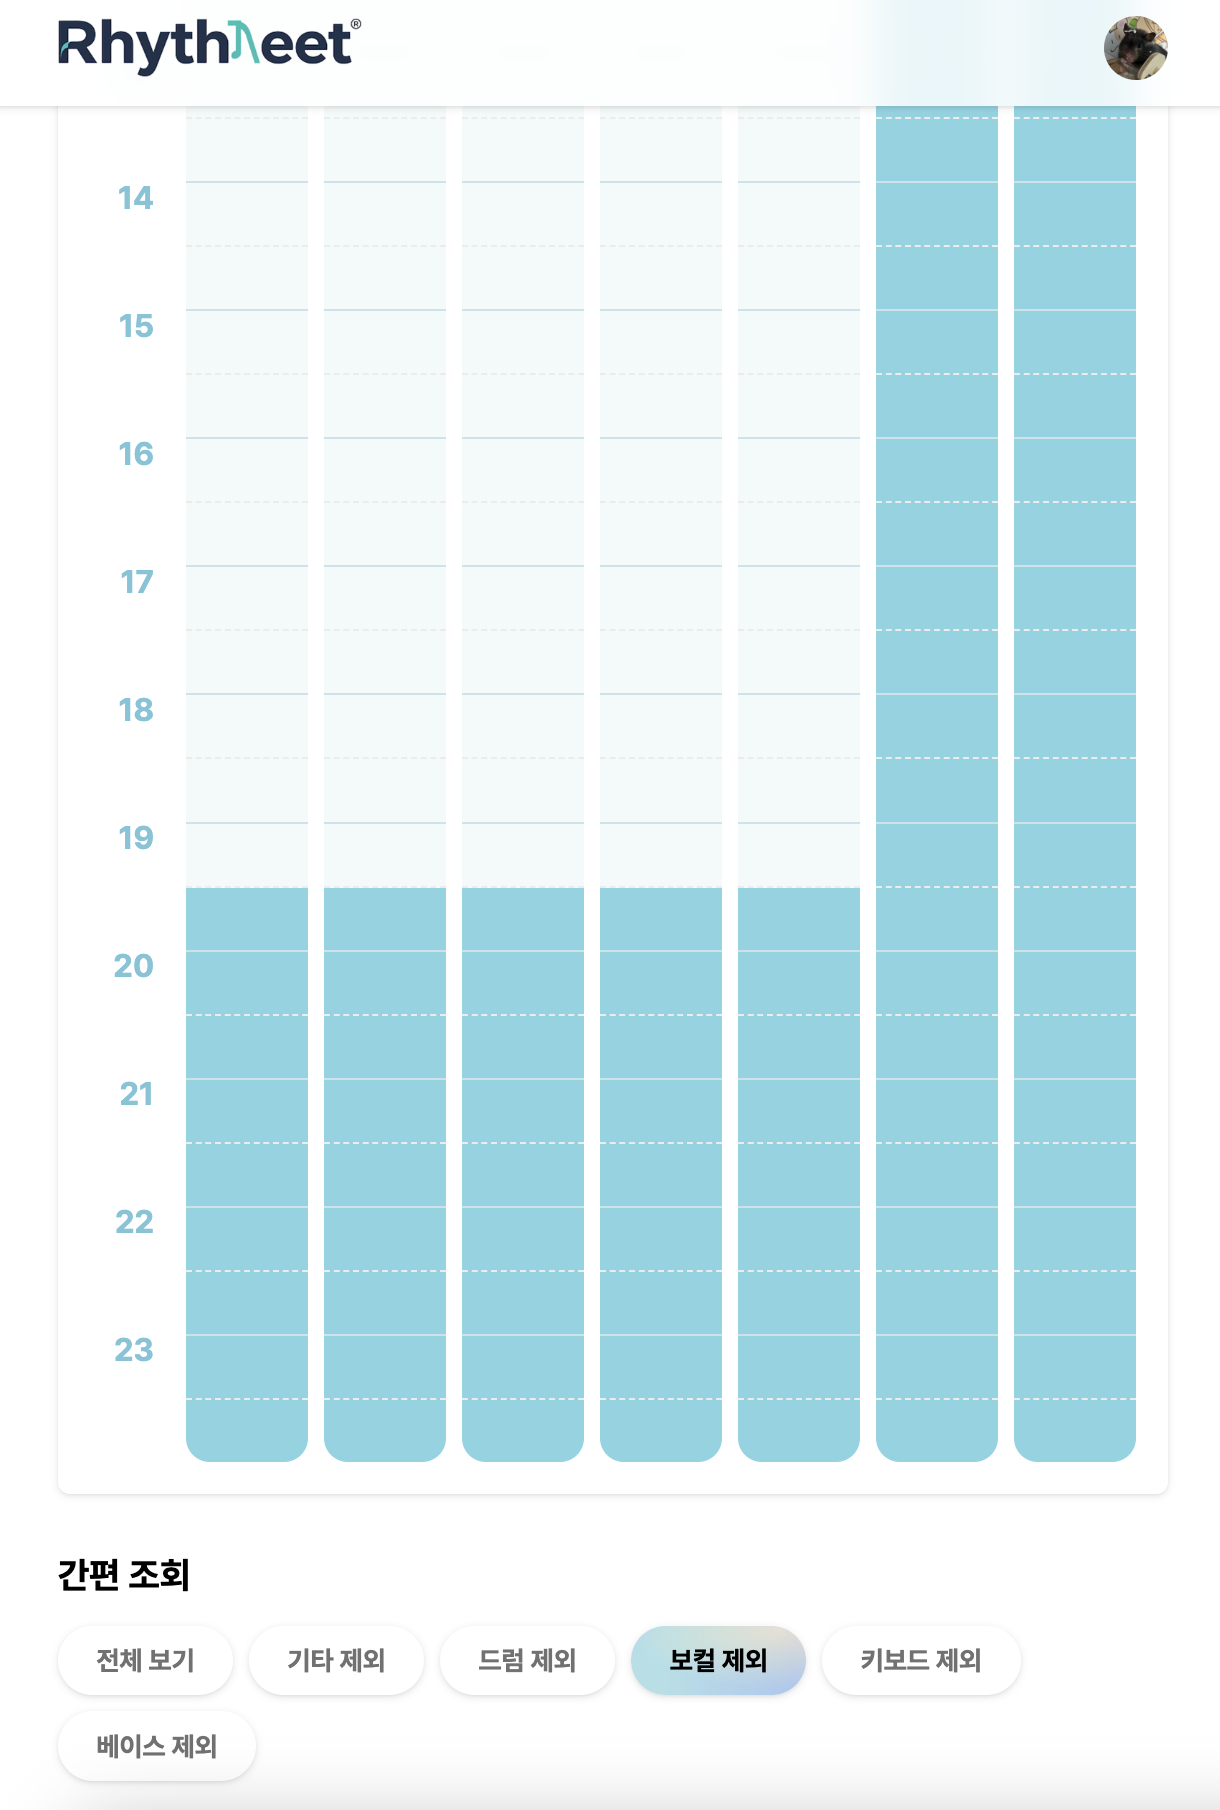 Rhythmeet®
14
15
16
17
18
19
20
21
22
23
간편 조회
전체 보기
기타 제외
드럼 제외
보컬 제외
키보드 제외
베이스 제외